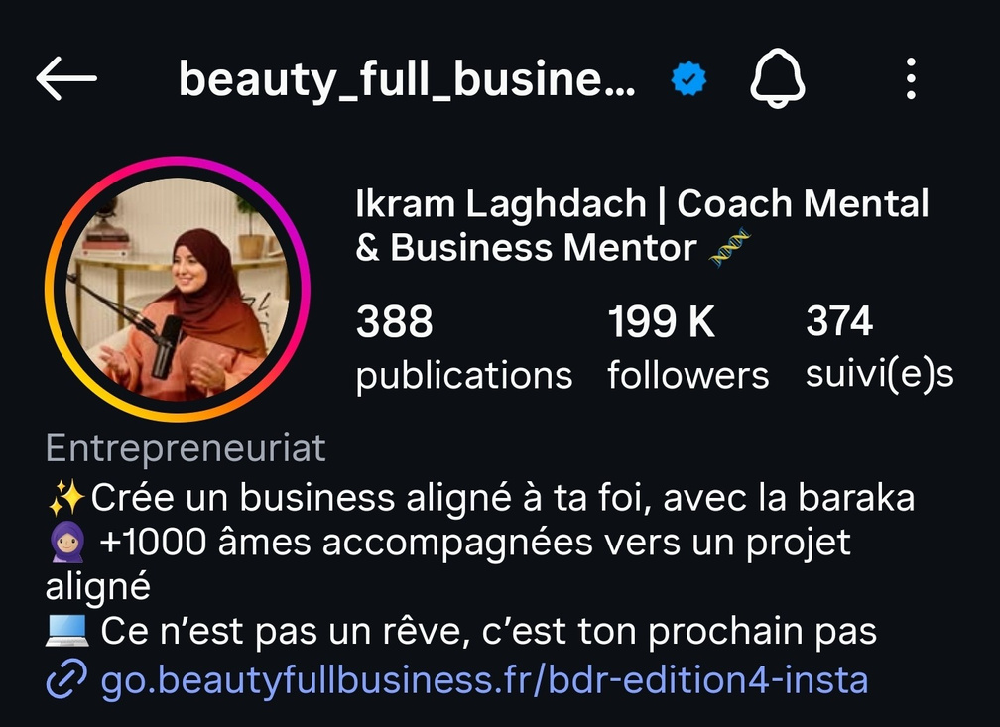 beauty_full_busine...
Ikram Laghdach | Coach Mental
& Business Mentor 🧬
388 199 K 374
publications followers suivi(e)s
Entrepreneuriat
✨Crée un business aligné à ta foi, avec la baraka
🧕🏼 +1000 âmes accompagnées vers un projet
aligné
💻 Ce n’est pas un rêve, c’est ton prochain pas
go.beautyfullbusiness.fr/bdr-edition4-insta